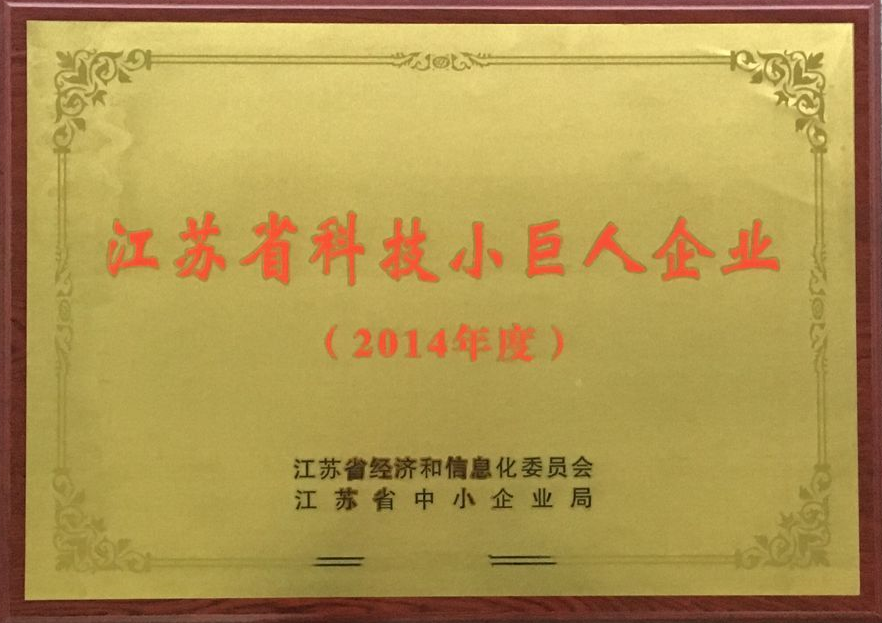 江苏省科技小巨人企业
（2014年度）
江苏省经济和信息化委员会
江苏省中小企业局